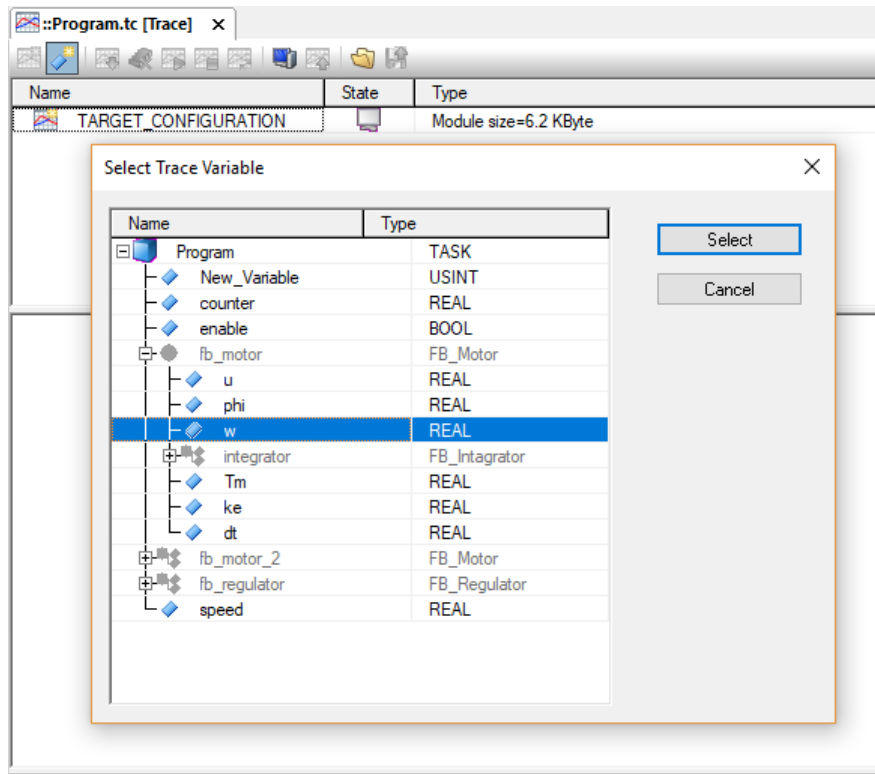 ::Program.tc [Trace] x
Name State Type
TARGET_CONFIGURATION Module size=6.2 KByte
Select Trace Variable
Name Type
Program TASK
New_Variable USINT
counter REAL
enable BOOL
fb_motor FB_Motor
u REAL
phi REAL
w REAL
integrator FB_Intagrator
Tm REAL
ke REAL
dt REAL
fb_motor_2 FB_Motor
fb_regulator FB_Regulator
speed REAL
Select
Cancel